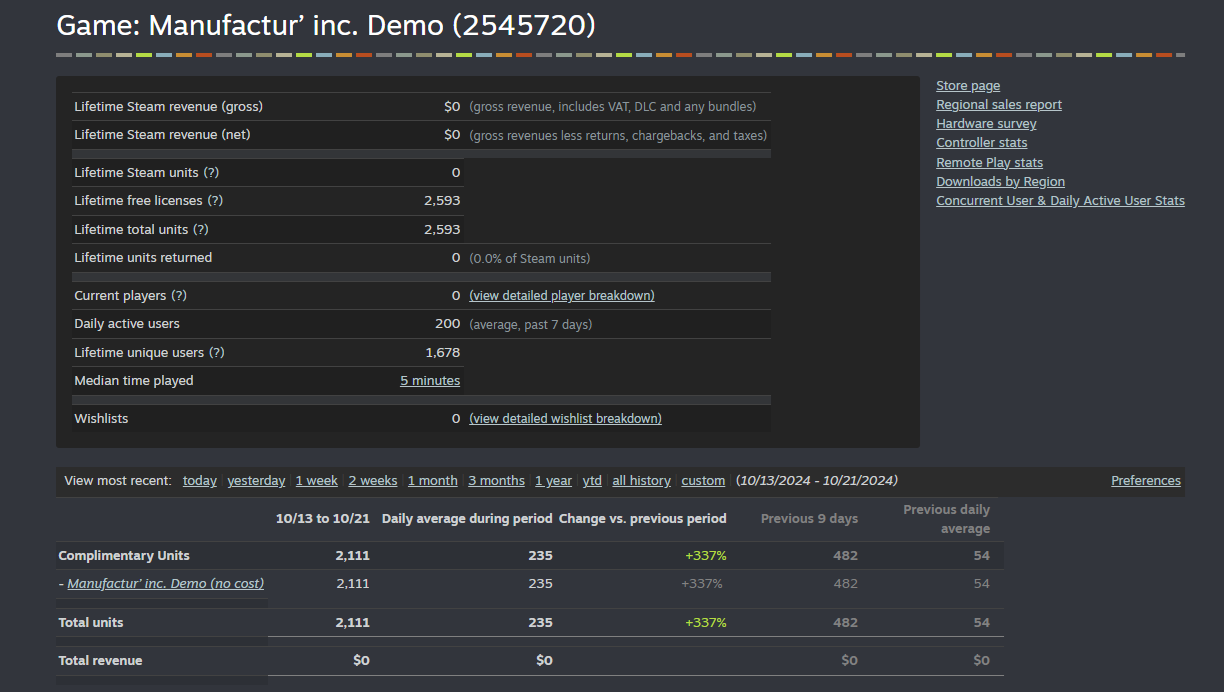 Game: Manufactur’ inc. Demo (2545720)
Lifetime Steam revenue (gross) $0 (gross revenue, includes VAT, DLC and any bundles)
Lifetime Steam revenue (net) $0 (gross revenues less returns, chargebacks, and taxes)
Lifetime Steam units (?) 0
Lifetime free licenses (?) 2,593
Lifetime total units (?) 2,593
Lifetime units returned 0 (0.0% of Steam units)
Current players (?) 0 (view detailed player breakdown)
Daily active users 200 (average, past 7 days)
Lifetime unique users (?) 1,678
Median time played 5 minutes
Wishlists 0 (view detailed wishlist breakdown)
Store page
Regional sales report
Hardware survey
Controller stats
Remote Play stats
Downloads by Region
Concurrent User & Daily Active User Stats
View most recent: today yesterday 1 week 2 weeks 1 month 3 months 1 year ytd all history custom (10/13/2024 - 10/21/2024) Preferences
10/13 to 10/21 Daily average during period Change vs. previous period Previous 9 days Previous daily
average
Complimentary Units 2,111 235 +337% 482 54
- Manufactur’ inc. Demo (no cost) 2,111 235 +337% 482 54
Total units 2,111 235 +337% 482 54
Total revenue $0 $0 $0 $0